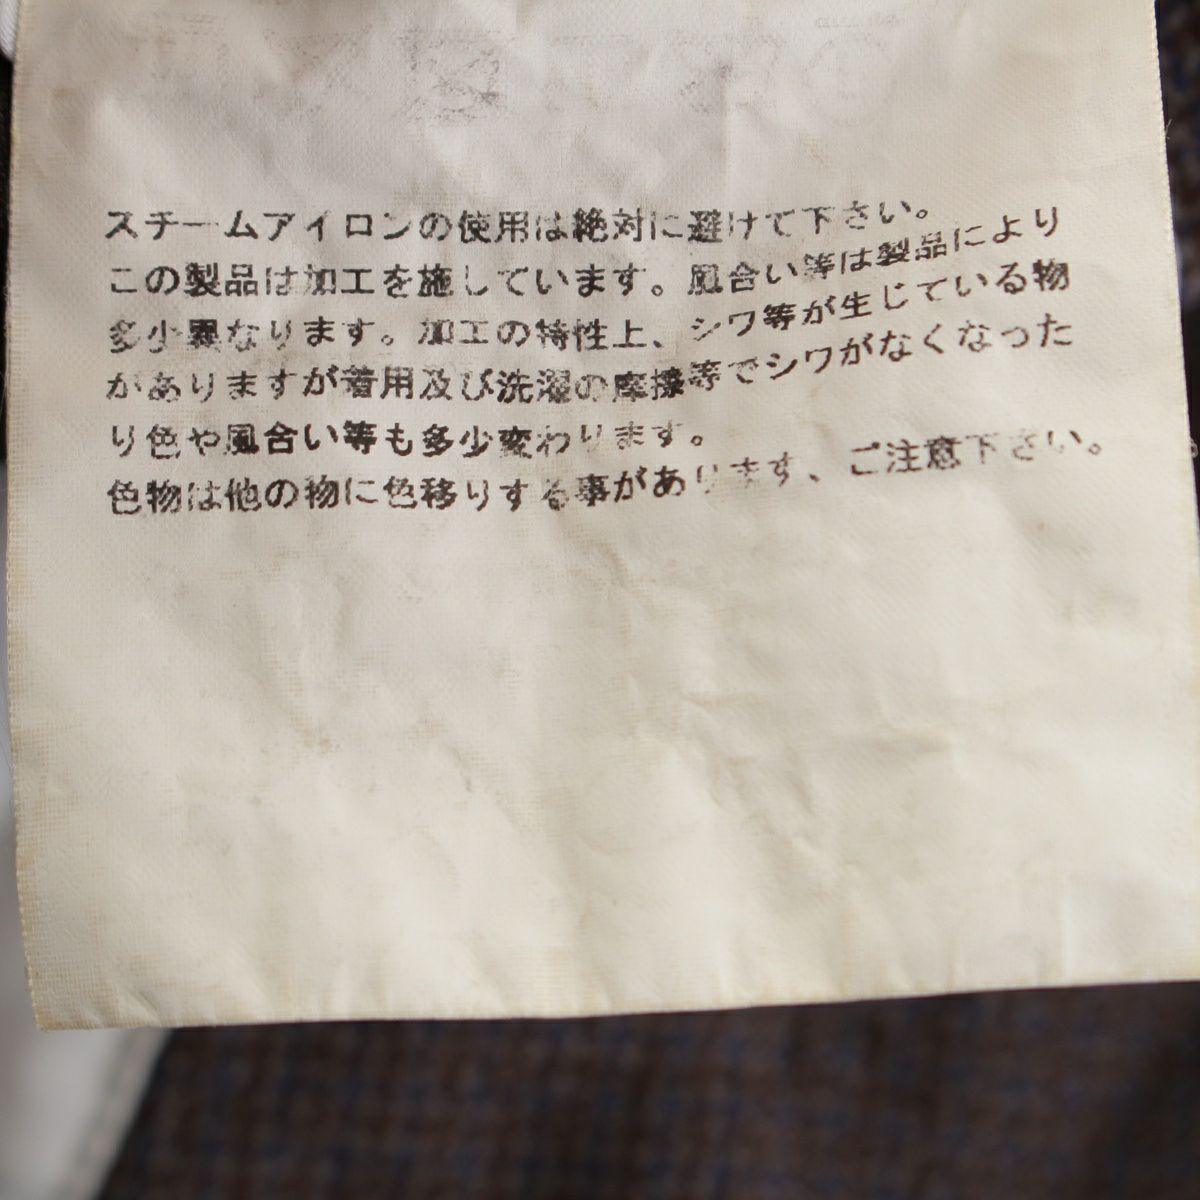 スチームアイロンの使用は絶対に避けて下さい。
この製品は加工を施しています。風合い等は製品により
多少異なります。加工の特性上、シワ等が生じている物
がありますが着用及び洗濯の摩擦等でシワがなくなった
り色や風合い等も多少変わります。
色物は他の物に色移りする事があります、ご注意下さい。